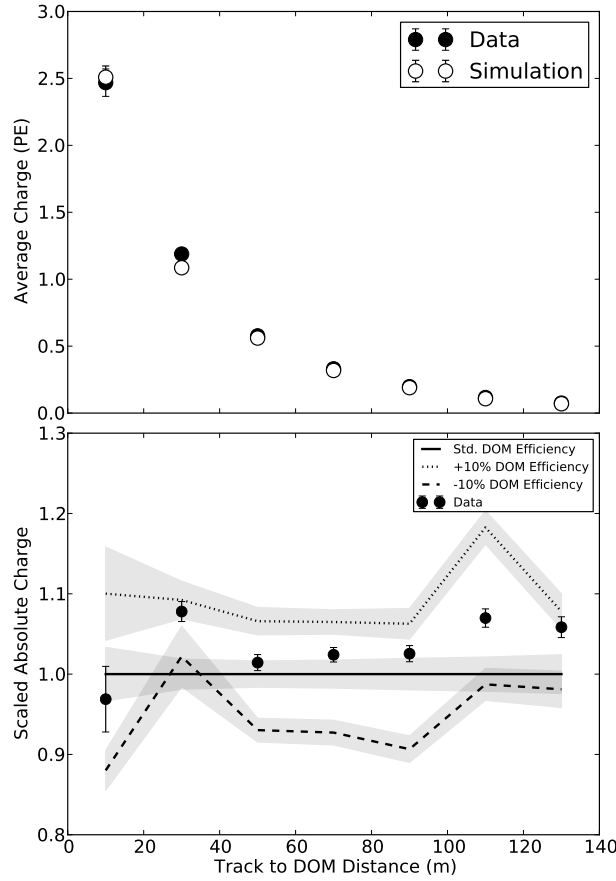 3.0
2.5
2.0
1.5
1.0
0.5
0.0
Average Charge (PE)
Data
Simulation
1.3
1.2
1.1
1.0
0.9
0.8
Scaled Absolute Charge
Std. DOM Efficiency
+10% DOM Efficiency
-10% DOM Efficiency
Data
0 20 40 60 80 100 120 140
Track to DOM Distance (m)